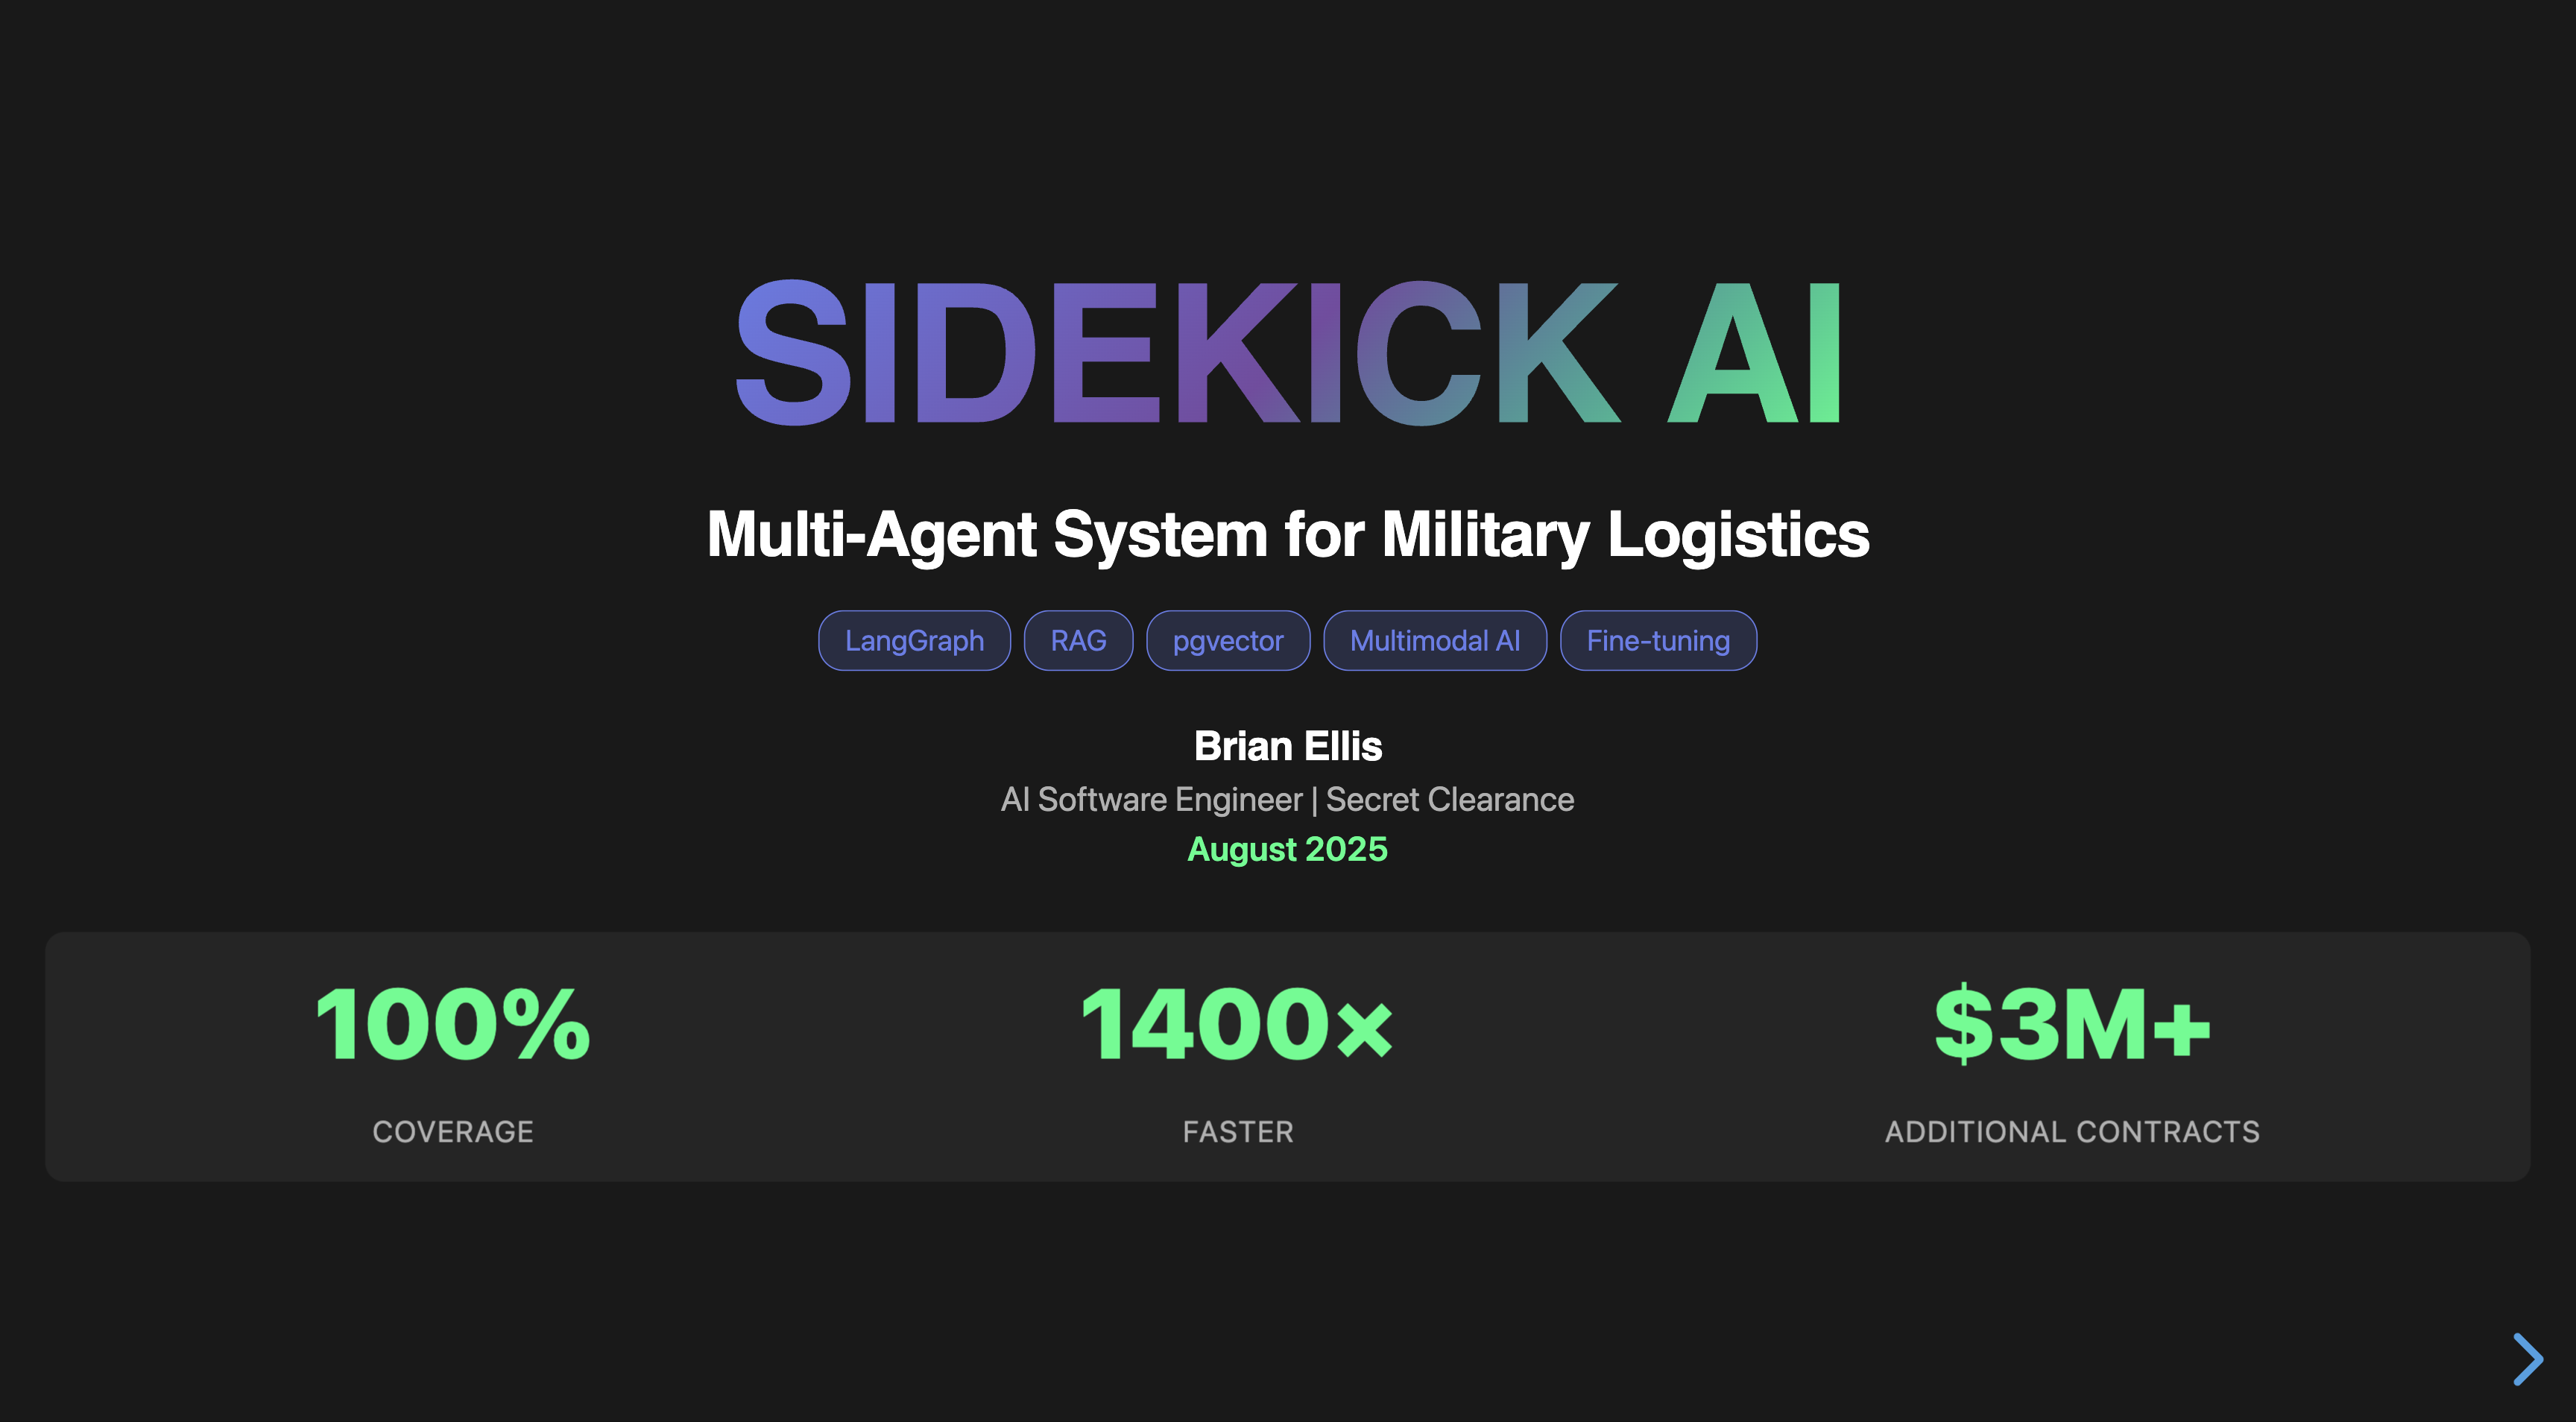 SIDEKICK AI
Multi-Agent System for Military Logistics
LangGraph RAG pgvector Multimodal AI Fine-tuning
Brian Ellis
AI Software Engineer | Secret Clearance
August 2025
100% 1400× $3M+
COVERAGE FASTER ADDITIONAL CONTRACTS